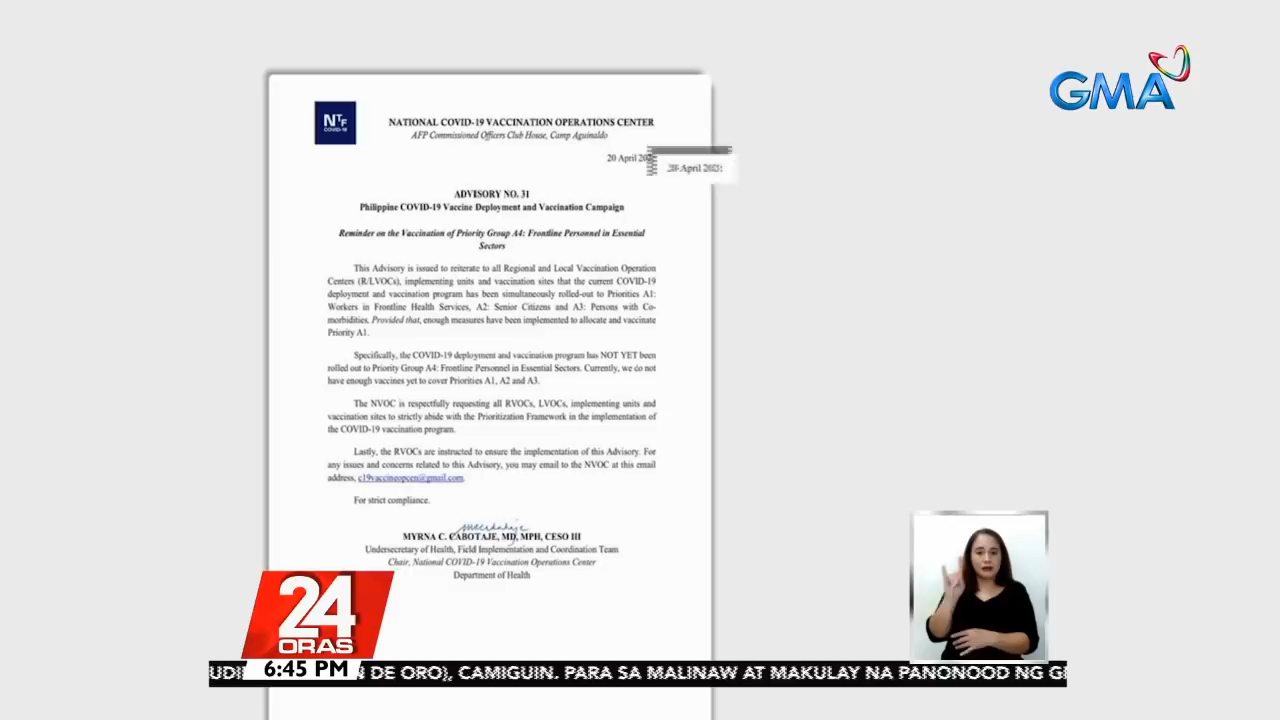 GMA
NTF
COVID-19
NATIONAL COVID-19 VACCINATION OPERATIONS CENTER
AFP Commissioned Officers Club House, Camp Aguinaldo
20 April
20 April 2021
ADVISORY NO. 31
Philippine COVID-19 Vaccine Deployment and Vaccination Campaign
Reminder on the Vaccination of Priority Group A4: Frontline Personnel in Essential
Sectors
This Advisory is issued to reiterate to all Regional and Local Vaccination Operation
Centers (R/LVOCs), implementing units and vaccination sites that the current COVID-19
deployment and vaccination program has been simultaneously rolled-out to Priorities A1:
Workers in Frontline Health Services, A2: Senior Citizens and A3: Persons with Co-
morbidities. Provided that, enough measures have been implemented to allocate and vaccinate
Priority A1.
Specifically, the COVID-19 deployment and vaccination program has NOT YET been
rolled out to Priority Group A4: Frontline Personnel in Essential Sectors. Currently, we do not
have enough vaccines yet to cover Priorities A1, A2 and A3.
The NVOC is respectfully requesting all RVOCs, LVOCs, implementing units and
vaccination sites to strictly abide with the Prioritization Framework in the implementation of
the COVID-19 vaccination program.
Lastly, the RVOCs are instructed to ensure the implementation of this Advisory. For
any issues and concerns related to this Advisory, you may email to the NVOC at this email
address, c19vaccineopcen@gmail.com.
For strict compliance.
MYRNA C. CABOTAJE, MD, MPH, CESO III
Undersecretary of Health, Field Implementation and Coordination Team
Chair, National COVID-19 Vaccination Operations Center
Department of Health
24
ORAS
6:45 PM
DE ORO), CAMIGUIN. PARA SA MALINAW AT MAKULAY NA PANONOOD NG